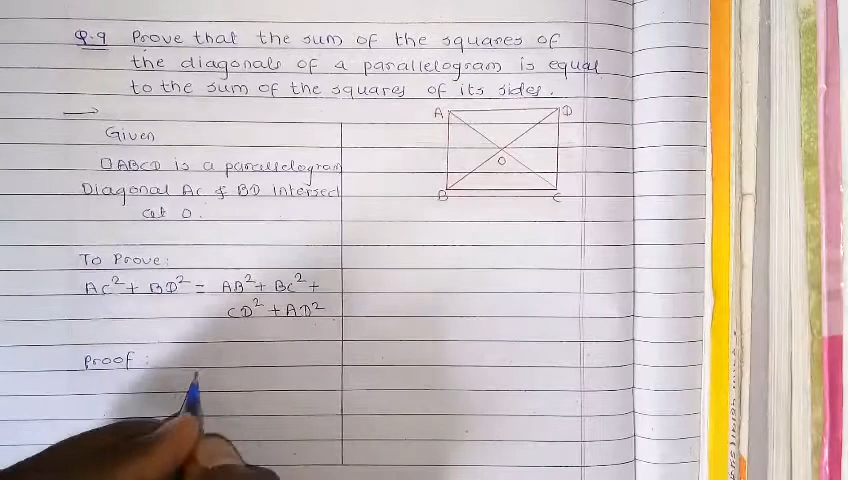 Q.9 Prove that the sum of the squares of
the diagonals of a parallelogram is equal
to the sum of the squares of its sides.
A D
Given
□ABCD is a parallelogram
O
Diagonal AC & BD intersect
B C
at O.
To Prove:
AC² + BD² = AB² + BC² +
CD² + AD²
Proof :